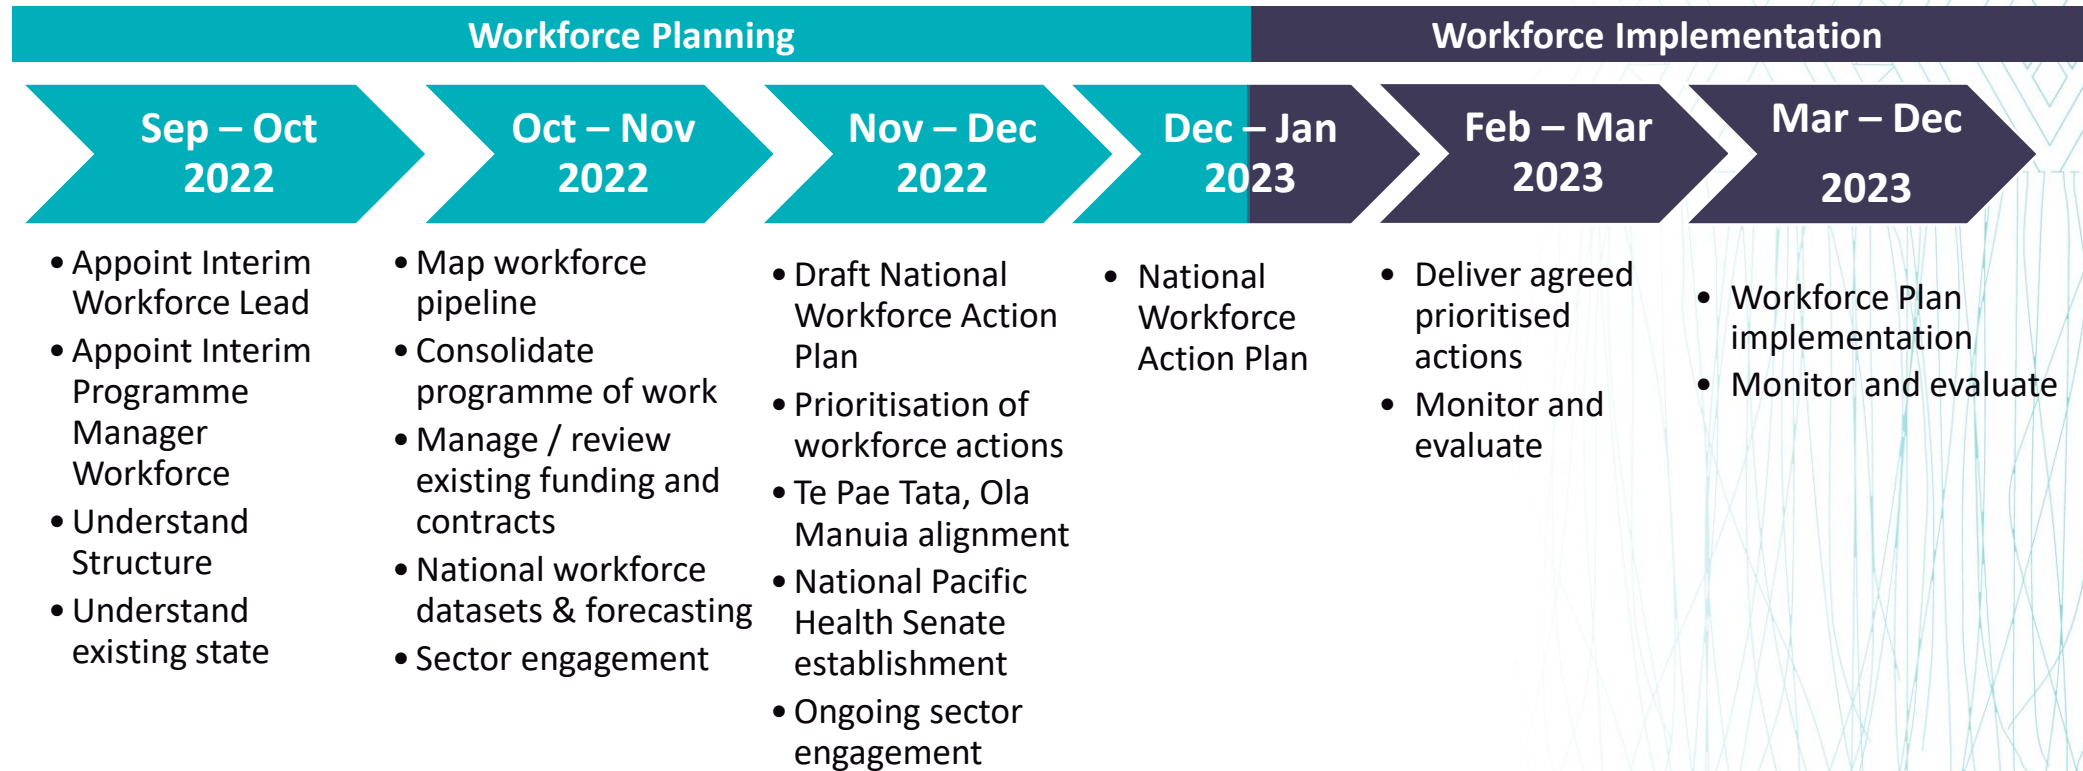 Workforce Planning
Workforce Implementation
Sep – Oct
2022
Oct – Nov
2022
Nov – Dec
2022
Dec – Jan
2023
Feb – Mar
2023
Mar – Dec
2023
• Appoint Interim
Workforce Lead
• Appoint Interim
Programme
Manager
Workforce
• Understand
Structure
• Understand
existing state
• Map workforce
pipeline
• Consolidate
programme of work
• Manage / review
existing funding and
contracts
• National workforce
datasets & forecasting
• Sector engagement
• Draft National
Workforce Action
Plan
• Prioritisation of
workforce actions
• Te Pae Tata, Ola
Manuia alignment
• National Pacific
Health Senate
establishment
• Ongoing sector
engagement
• National
Workforce
Action Plan
• Deliver agreed
prioritised
actions
• Monitor and
evaluate
• Workforce Plan
implementation
• Monitor and evaluate